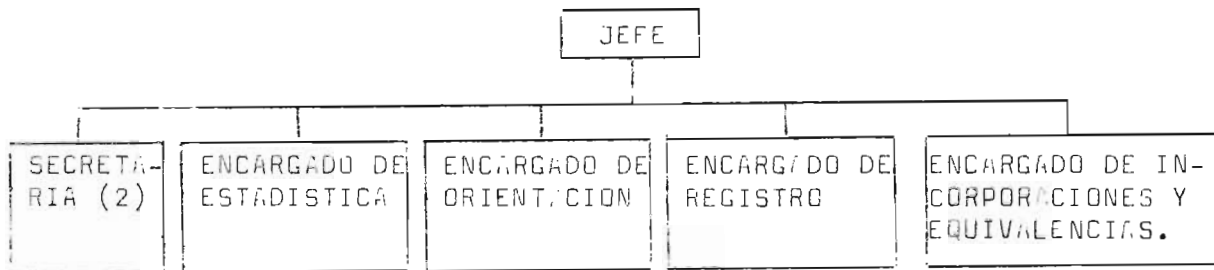 JEFE
SECRETA-
RIA (2)
ENCARGADO DE
ESTADISTICA
ENCARGADO DE
ORIENTACION
ENCARGADO DE
REGISTRO
ENCARGADO DE IN-
CORPORACIONES Y
EQUIVALENCIAS.